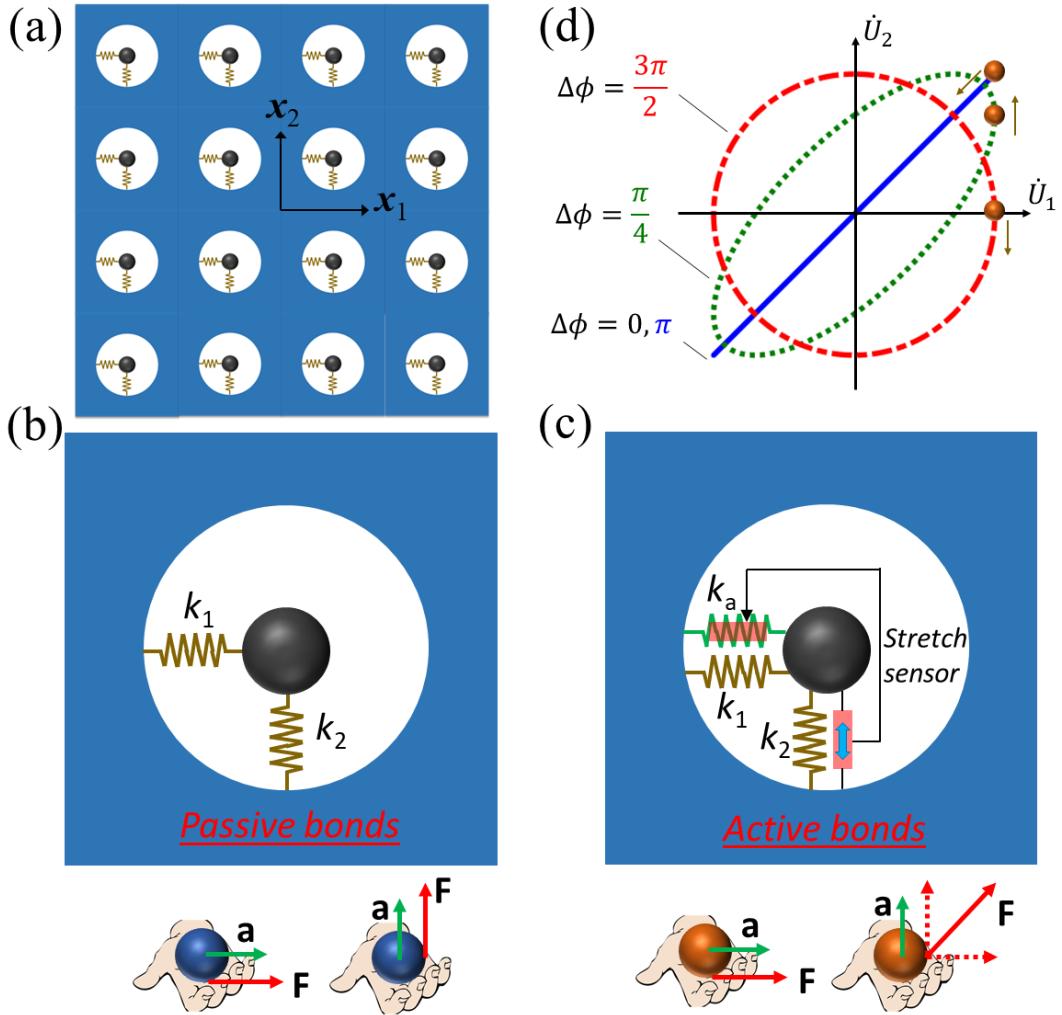 (a)
x₂
x₁
(d)
U̇₂
U̇₁
Δϕ = 3π/2
Δϕ = π/4
Δϕ = 0, π
(b)
k₁
k₂
Passive bonds
a
F
a
F
(c)
kₐ
k₁
k₂
Stretch
sensor
Active bonds
a
F
a
F